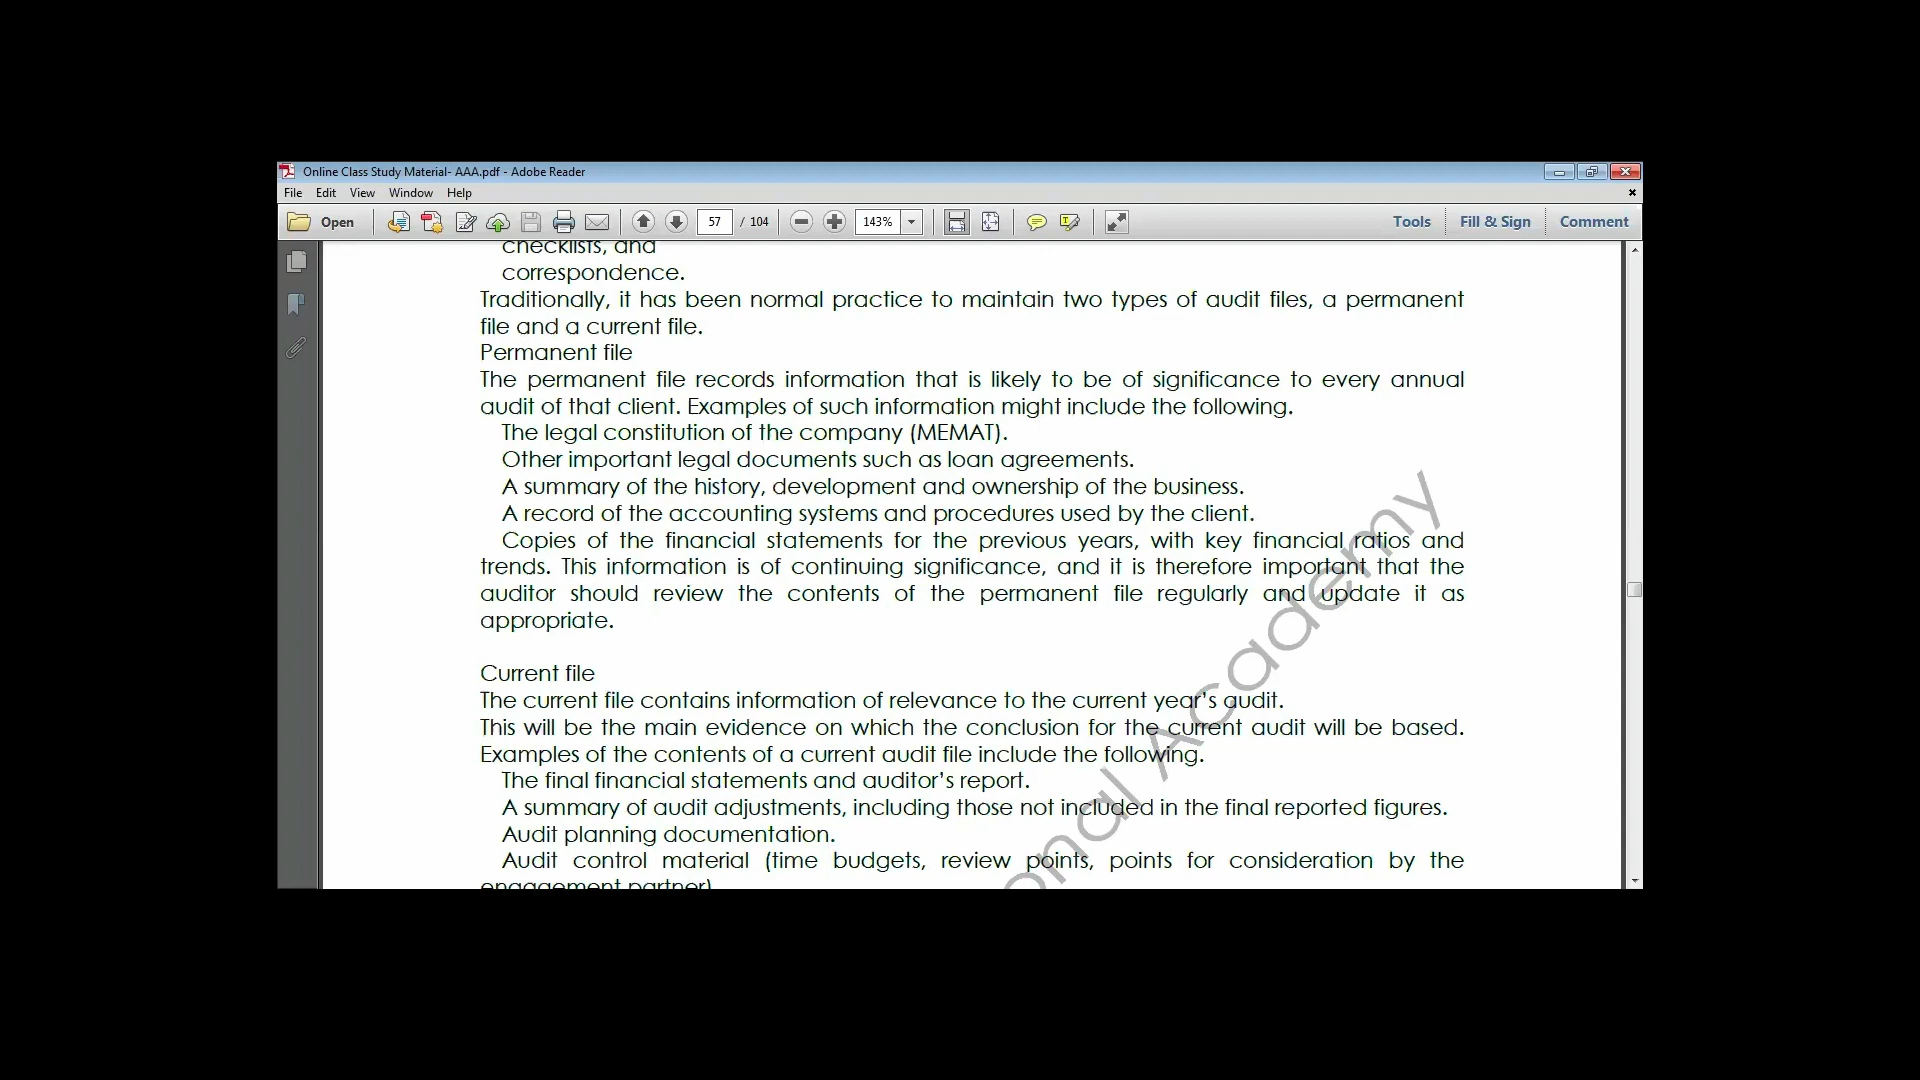 Online Class Study Material- AAA.pdf - Adobe Reader
File Edit View Window Help
Open 57 / 104 143% Tools Fill & Sign Comment
checklists, and
correspondence.
Traditionally, it has been normal practice to maintain two types of audit files, a permanent
file and a current file.
Permanent file
The permanent file records information that is likely to be of significance to every annual
audit of that client. Examples of such information might include the following.
The legal constitution of the company (MEMAT).
Other important legal documents such as loan agreements.
A summary of the history, development and ownership of the business.
A record of the accounting systems and procedures used by the client.
Copies of the financial statements for the previous years, with key financial ratios and
trends. This information is of continuing significance, and it is therefore important that the
auditor should review the contents of the permanent file regularly and update it as
appropriate.
Current file
The current file contains information of relevance to the current year's audit.
This will be the main evidence on which the conclusion for the current audit will be based.
Examples of the contents of a current audit file include the following.
The final financial statements and auditor's report.
A summary of audit adjustments, including those not included in the final reported figures.
Audit planning documentation.
Audit control material (time budgets, review points, points for consideration by the
engagement partner)
onal Academy